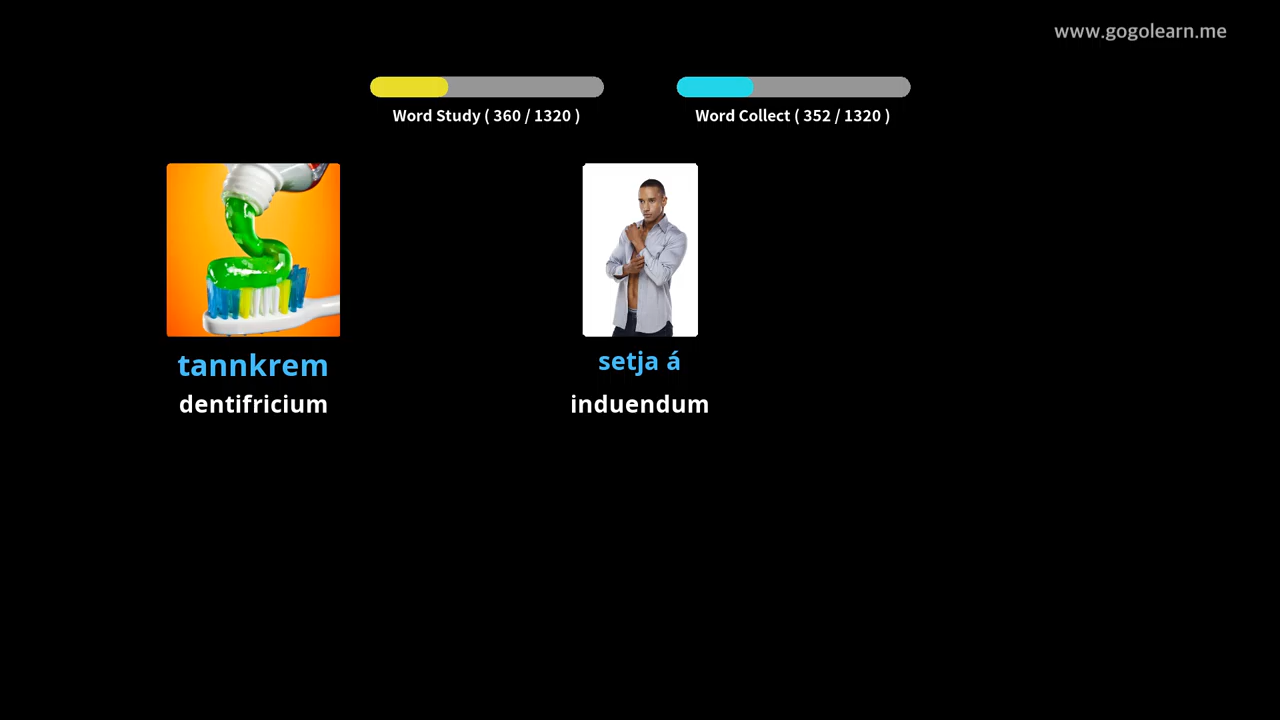 www.gogolearn.me
Word Study ( 360 / 1320 )
Word Collect ( 352 / 1320 )
tannkrem
dentifricium
setja á
induendum